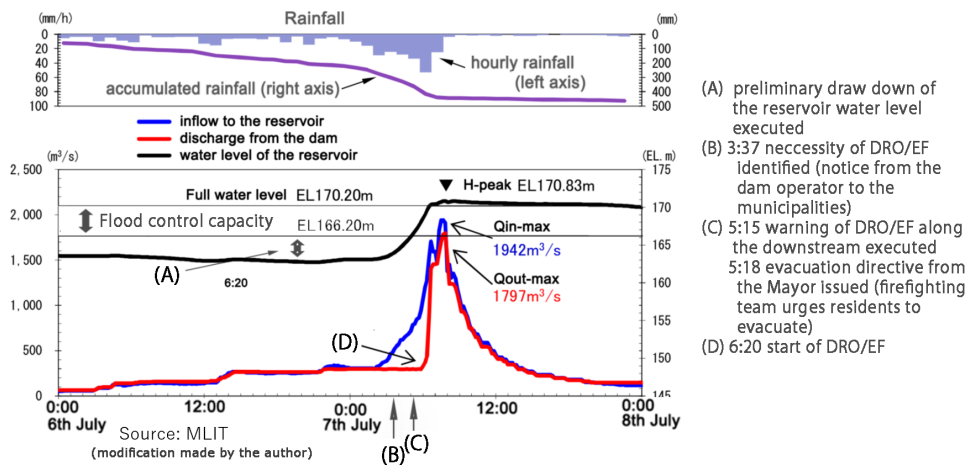 Rainfall
(mm/h)
(mm)
0
20
40
60
80
100
0
100
200
300
400
500
hourly rainfall
(left axis)
accumulated rainfall (right axis)
inflow to the reservoir
discharge from the dam
water level of the reservoir
(m³/s)
(EL. m)
2,500
2,000
1,500
1,000
500
0
175
170
165
160
155
150
145
Full water level EL170.20m
H-peak EL170.83m
Flood control capacity
EL166.20m
Qin-max
1942m³/s
Qout-max
1797m³/s
(A)
6:20
(D)
0:00
12:00
0:00
12:00
0:00
6th July
7th July
8th July
(B)
(C)
Source: MLIT
(modification made by the author)
(A) preliminary draw down of
the reservoir water level
executed
(B) 3:37 neccessity of DRO/EF
identified (notice from the
dam operator to the
municipalities)
(C) 5:15 warning of DRO/EF along
the downstream executed
5:18 evacuation directive from
the Mayor issued (firefighting
team urges residents to
evacuate)
(D) 6:20 start of DRO/EF